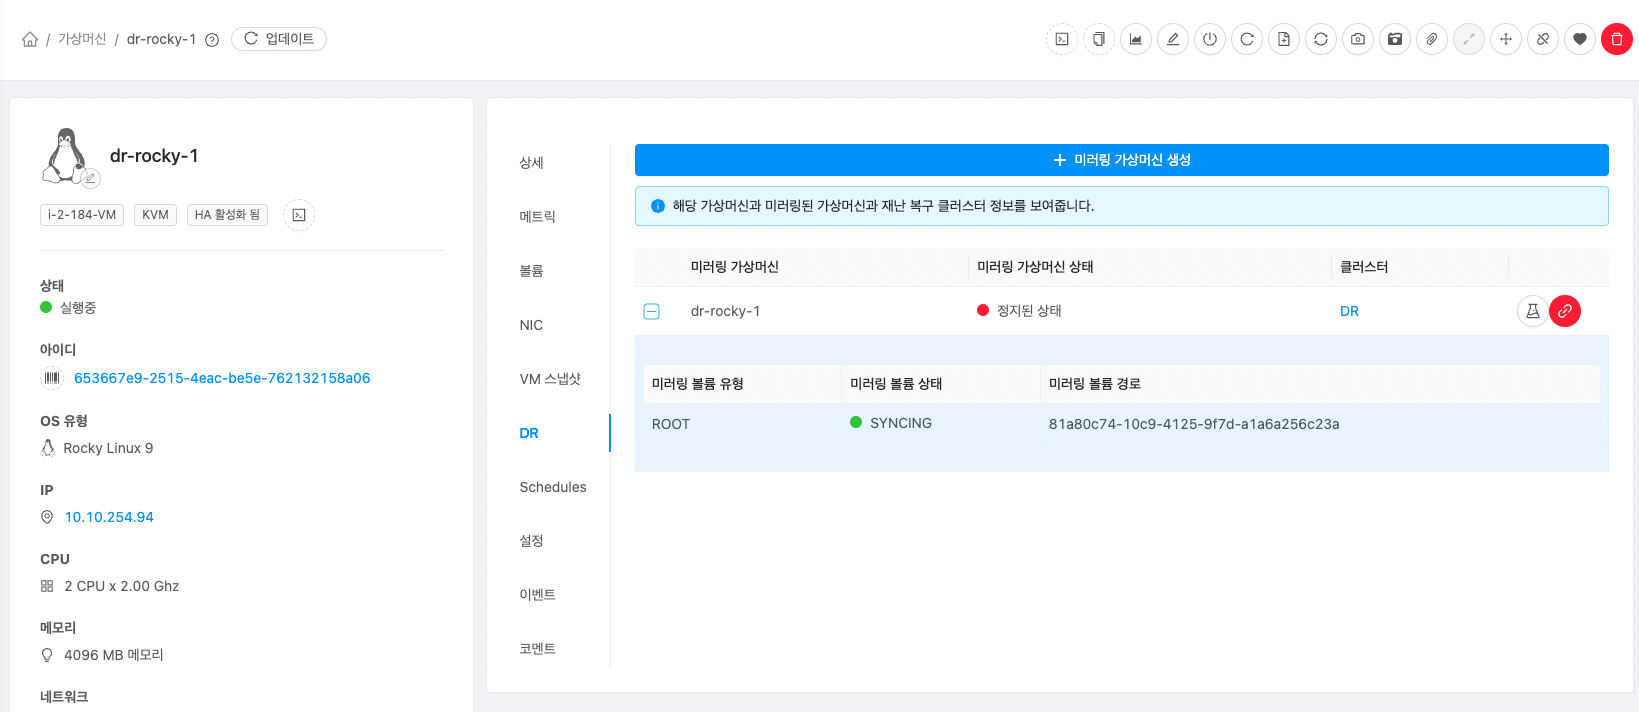 / 가상머신 / dr-rocky-1 업데이트
dr-rocky-1
i-2-184-VM KVM HA 활성화 됨
상태
실행중
아이디
653667e9-2515-4eac-be5e-762132158a06
OS 유형
Rocky Linux 9
IP
10.10.254.94
CPU
2 CPU x 2.00 Ghz
메모리
4096 MB 메모리
네트워크
상세
메트릭
볼륨
NIC
VM 스냅샷
DR
Schedules
설정
이벤트
코멘트
+ 미러링 가상머신 생성
해당 가상머신과 미러링된 가상머신과 재난 복구 클러스터 정보를 보여줍니다.
미러링 가상머신 미러링 가상머신 상태 클러스터
dr-rocky-1 정지된 상태 DR
미러링 볼륨 유형 미러링 볼륨 상태 미러링 볼륨 경로
ROOT SYNCING 81a80c74-10c9-4125-9f7d-a1a6a256c23a